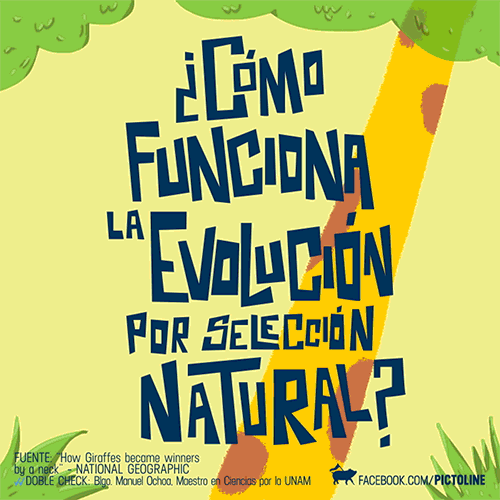 ¿Cómo
FUNCIONA
LA EVOLUCIÓN
POR SELECCIÓN
NATURAL?
FUENTE: "How Giraffes became winners
by a neck" - NATIONAL GEOGRAPHIC
DOBLE CHECK: Blgo. Manuel Ochoa, Maestro en Ciencias por la UNAM
FACEBOOK.COM/PICTOLINE